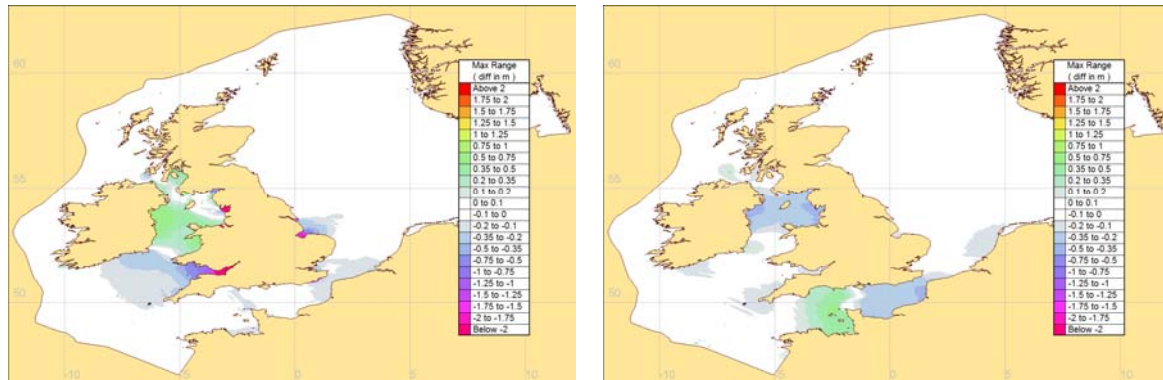 Max Range
( diff in m )
Above 2
1.75 to 2
1.5 to 1.75
1.25 to 1.5
1 to 1.25
0.75 to 1
0.5 to 0.75
0.35 to 0.5
0.2 to 0.35
0.1 to 0.2
0 to 0.1
-0.1 to 0
-0.2 to -0.1
-0.35 to -0.2
-0.5 to -0.35
-0.75 to -0.5
-1 to -0.75
-1.25 to -1
-1.5 to -1.25
-1.75 to -1.5
-2 to -1.75
Below -2
60
55
50
-10
-5
0
5
10
Max Range
( diff in m )
Above 2
1.75 to 2
1.5 to 1.75
1.25 to 1.5
1 to 1.25
0.75 to 1
0.5 to 0.75
0.35 to 0.5
0.2 to 0.35
0.1 to 0.2
0 to 0.1
-0.1 to 0
-0.2 to -0.1
-0.35 to -0.2
-0.5 to -0.35
-0.75 to -0.5
-1 to -0.75
-1.25 to -1
-1.5 to -1.25
-1.75 to -1.5
-2 to -1.75
Below -2
60
55
50
-10
-5
0
5
10